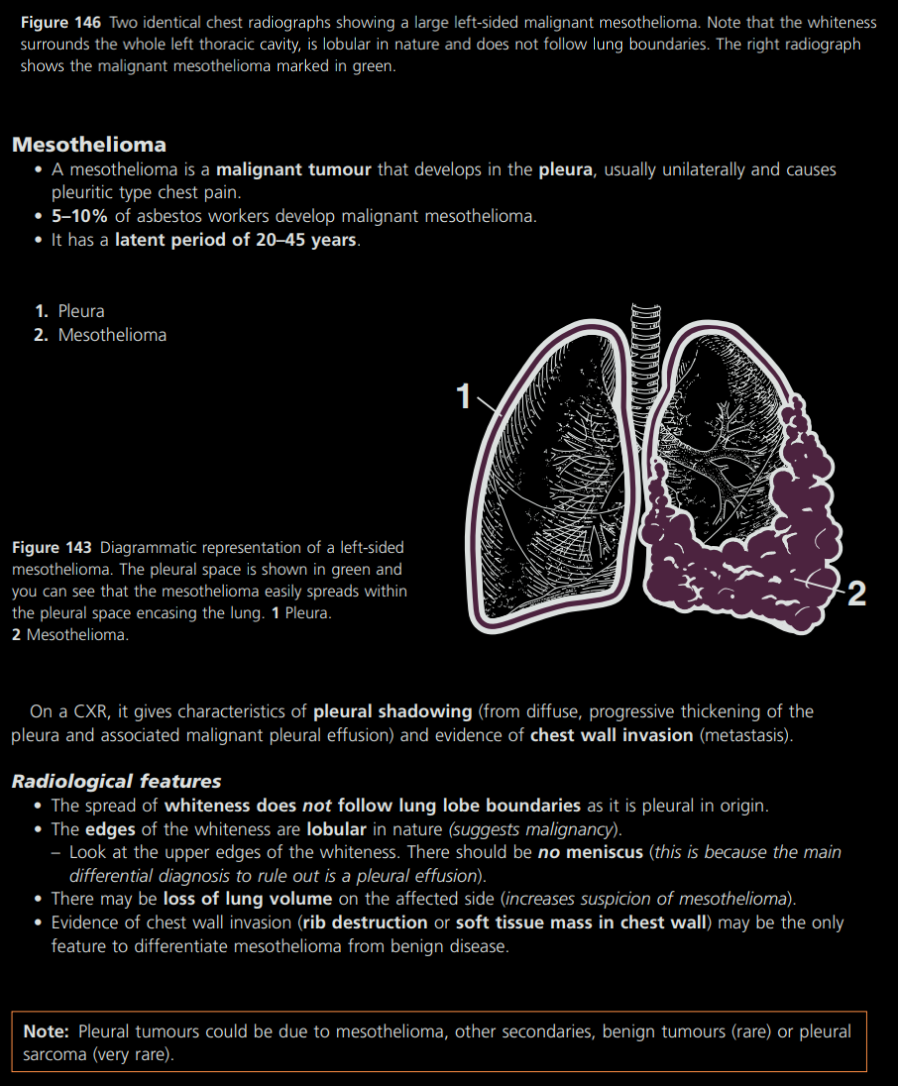 Figure 146 Two identical chest radiographs showing a large left-sided malignant mesothelioma. Note that the whiteness
surrounds the whole left thoracic cavity, is lobular in nature and does not follow lung boundaries. The right radiograph
shows the malignant mesothelioma marked in green.
Mesothelioma
• A mesothelioma is a malignant tumour that develops in the pleura, usually unilaterally and causes
pleuritic type chest pain.
• 5–10% of asbestos workers develop malignant mesothelioma.
• It has a latent period of 20–45 years.
1. Pleura
2. Mesothelioma
1
2
Figure 143 Diagrammatic representation of a left-sided
mesothelioma. The pleural space is shown in green and
you can see that the mesothelioma easily spreads within
the pleural space encasing the lung. 1 Pleura.
2 Mesothelioma.
On a CXR, it gives characteristics of pleural shadowing (from diffuse, progressive thickening of the
pleura and associated malignant pleural effusion) and evidence of chest wall invasion (metastasis).
Radiological features
• The spread of whiteness does not follow lung lobe boundaries as it is pleural in origin.
• The edges of the whiteness are lobular in nature (suggests malignancy).
– Look at the upper edges of the whiteness. There should be no meniscus (this is because the main
differential diagnosis to rule out is a pleural effusion).
• There may be loss of lung volume on the affected side (increases suspicion of mesothelioma).
• Evidence of chest wall invasion (rib destruction or soft tissue mass in chest wall) may be the only
feature to differentiate mesothelioma from benign disease.
Note: Pleural tumours could be due to mesothelioma, other secondaries, benign tumours (rare) or pleural
sarcoma (very rare).